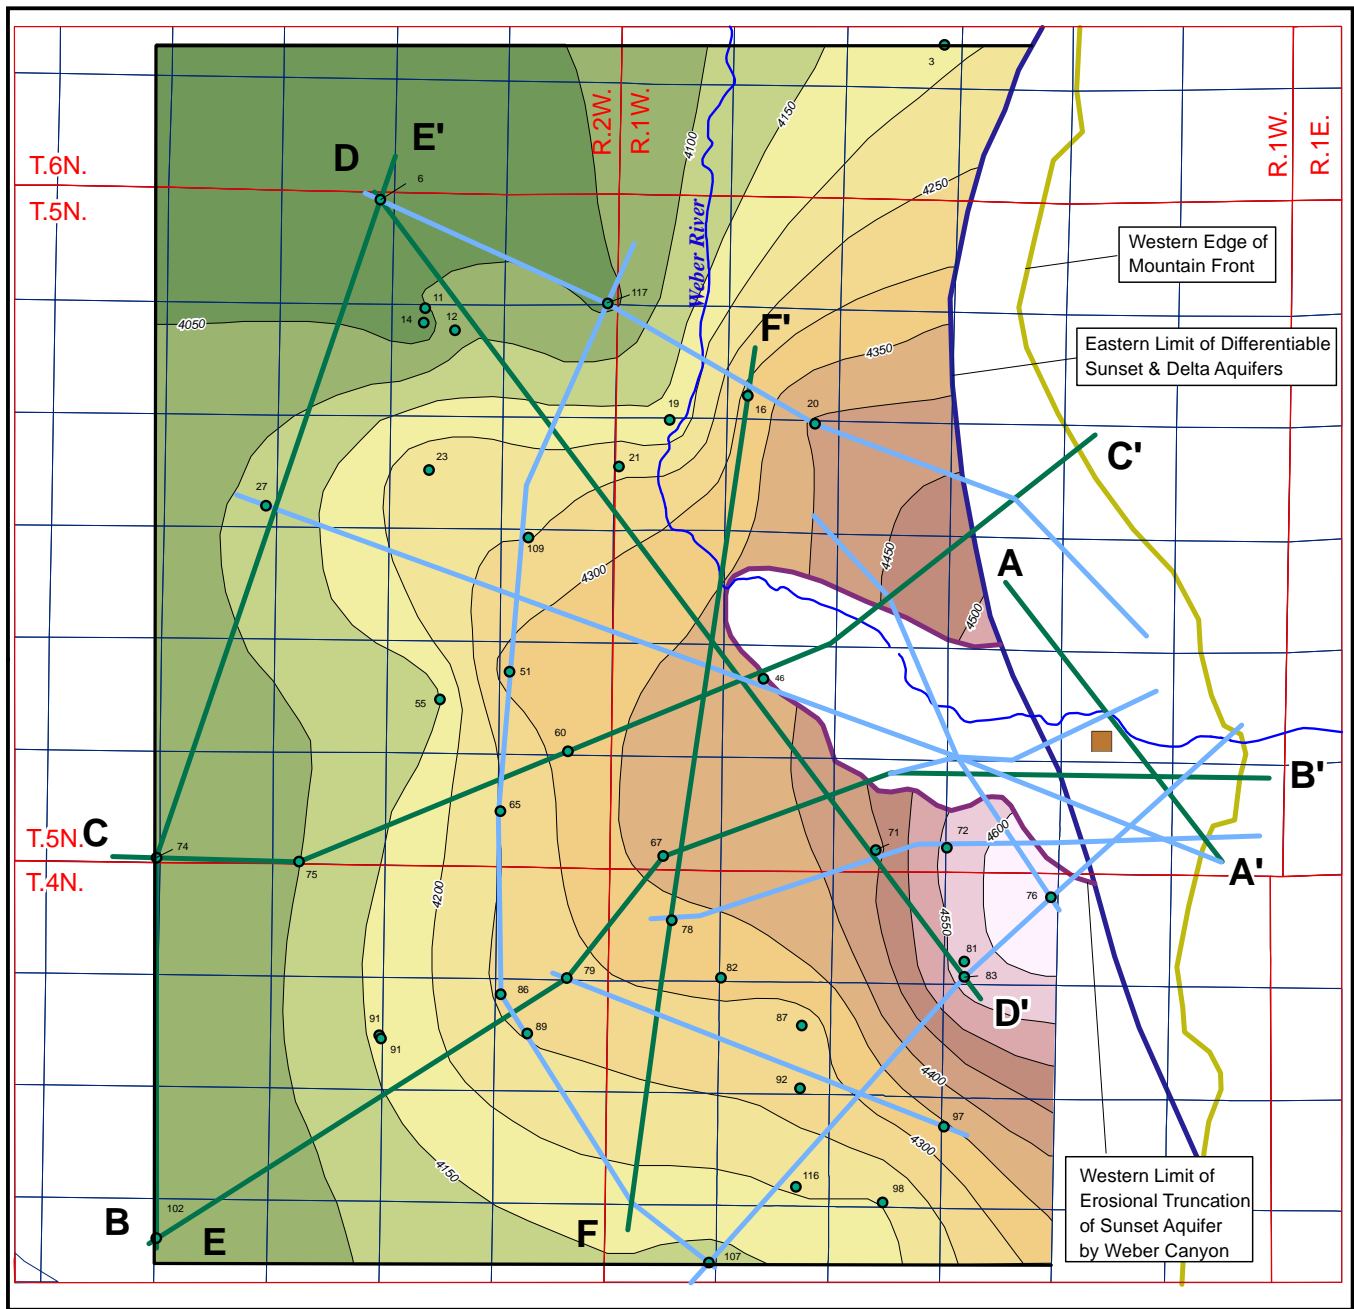 3
4150
4100
R.2W.
R.1W.
R.1W.
R.1E.
T.6N.
T.5N.
D
E'
6
4250
Weber River
Western Edge of
Mountain Front
11
14
12
117
4050
F'
4350
Eastern Limit of Differentiable
Sunset & Delta Aquifers
16
20
19
21
23
27
C'
109
4300
4450
A
4500
51
46
55
60
65
B'
T.5N.
C
74
75
67
71
72
4600
T.4N.
A'
4200
78
76
4550
79
82
81
83
86
D'
89
87
91
91
92
4400
97
4300
4150
116
98
Western Limit of
Erosional Truncation
of Sunset Aquifer
by Weber Canyon
102
B
E
F
107